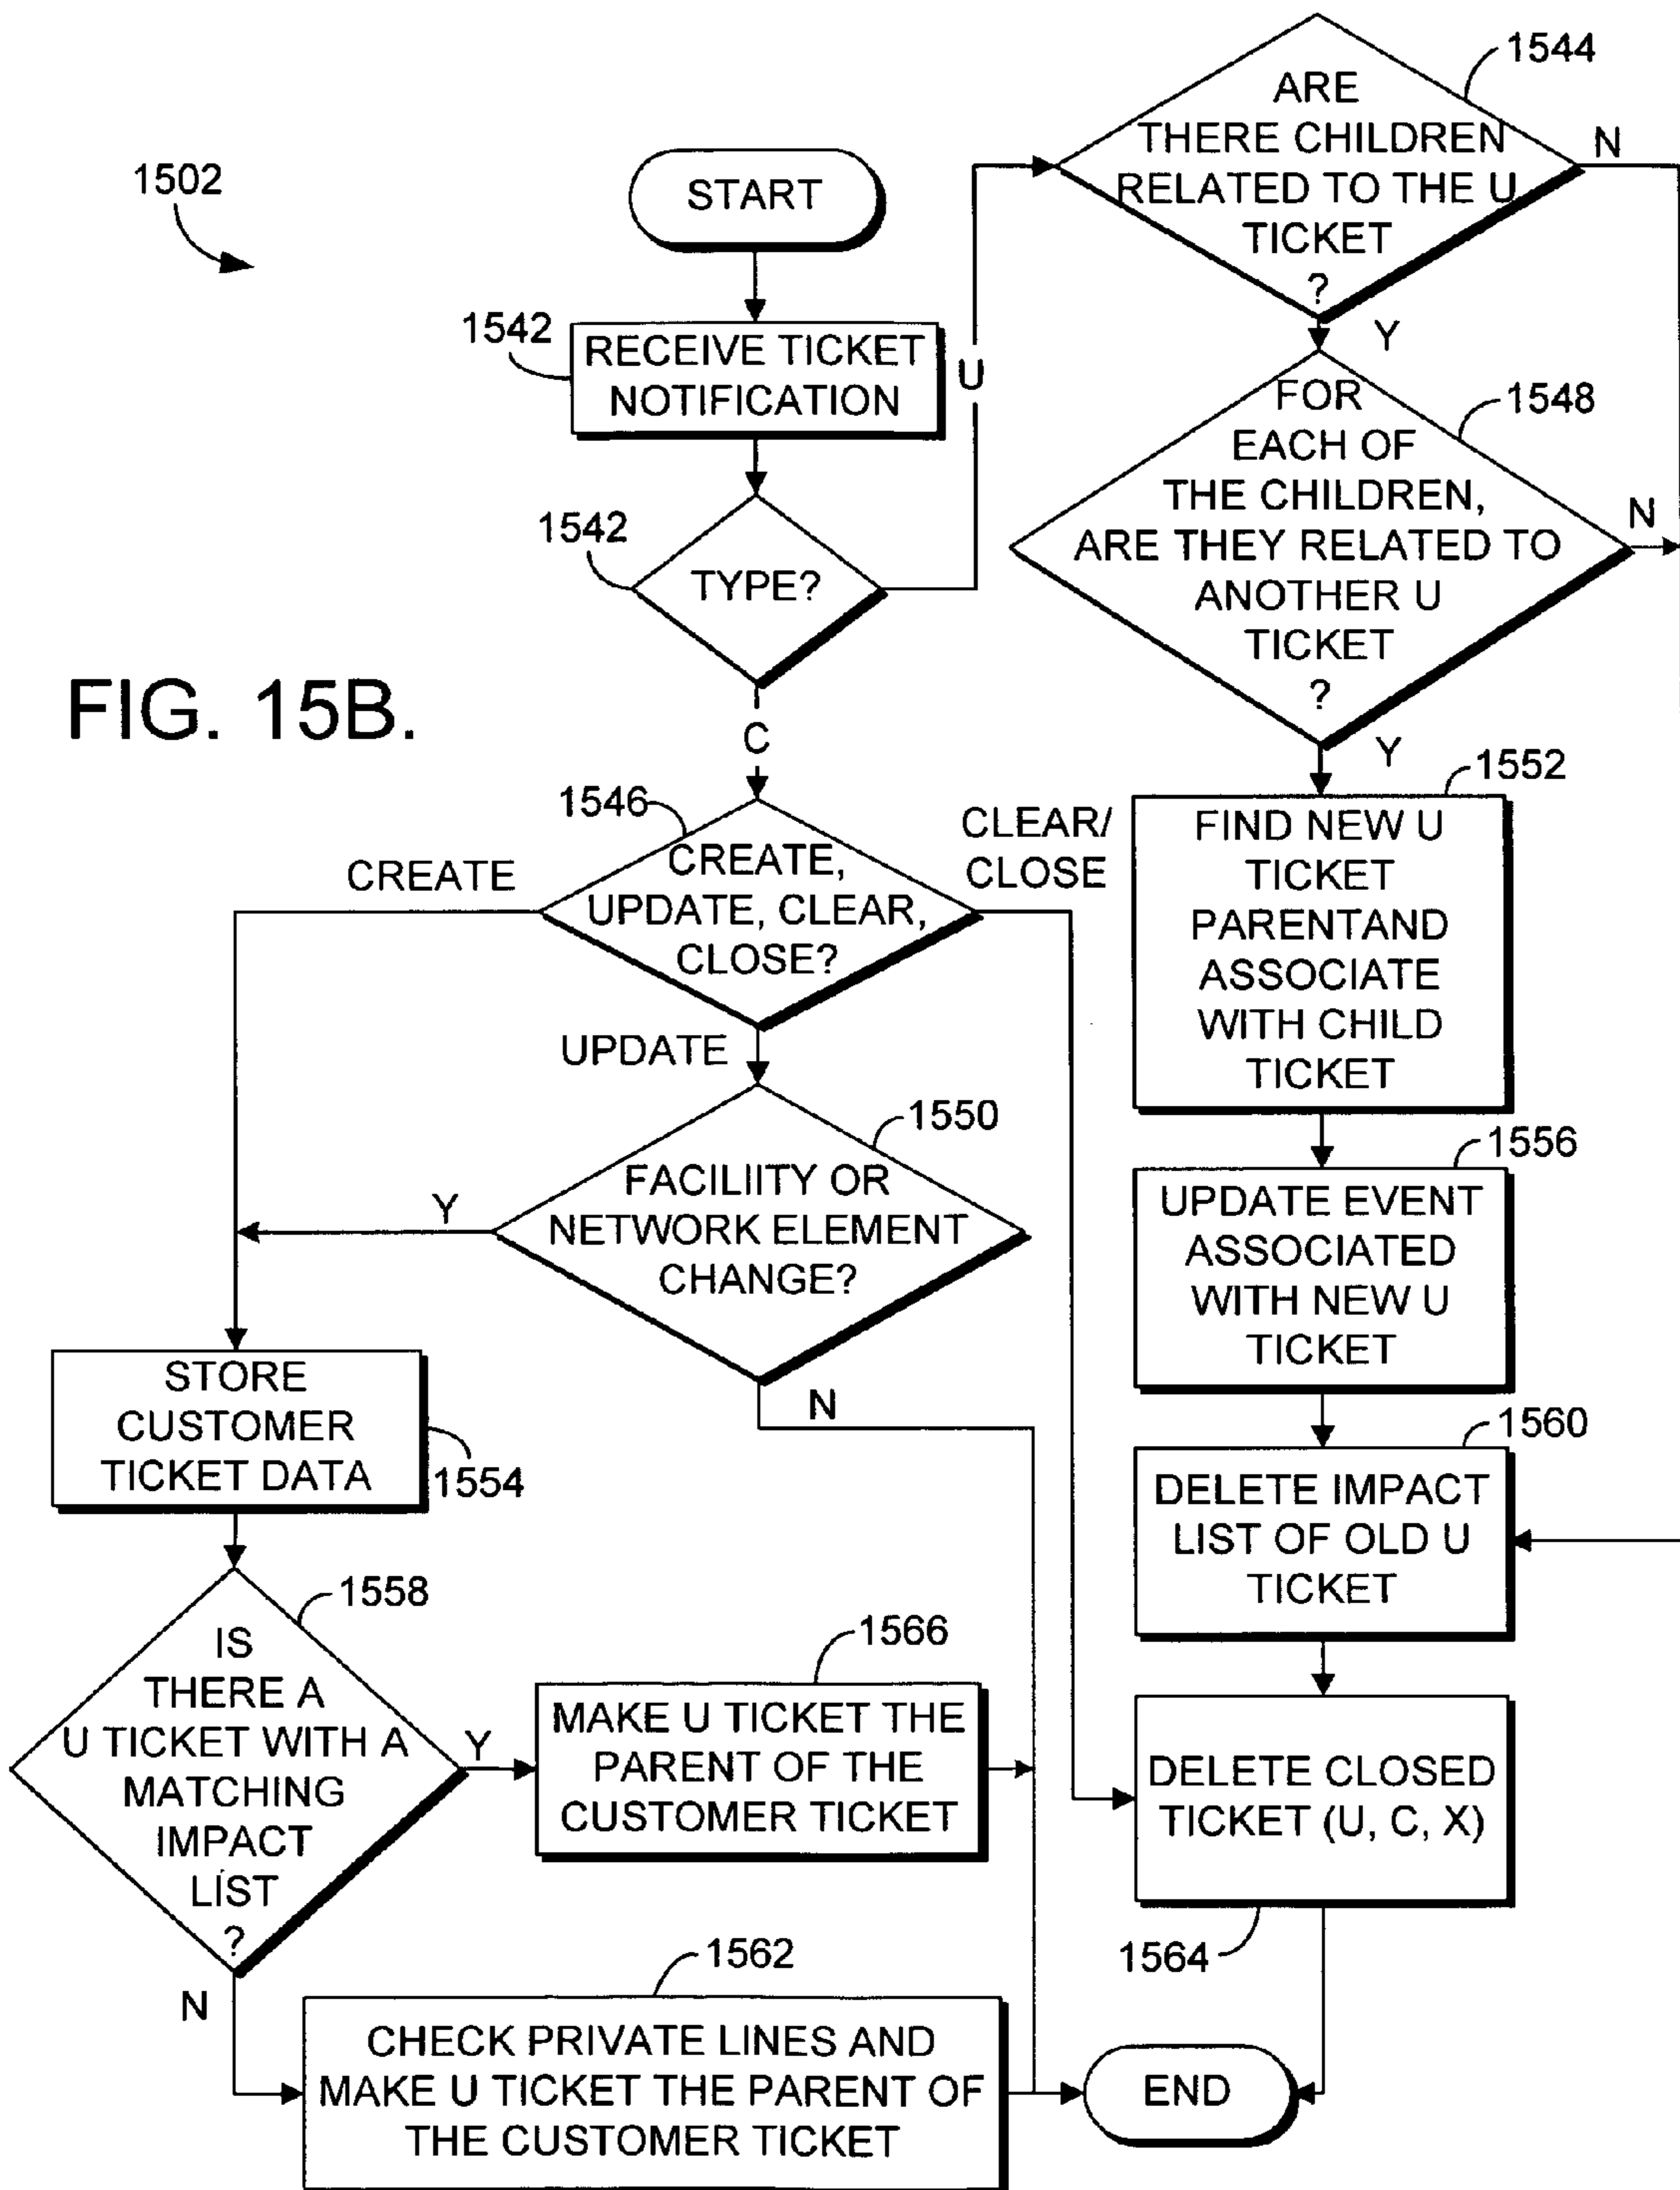 1502
START
1542
RECEIVE TICKET
NOTIFICATION
1542
TYPE?
U
C
FIG. 15B.
1544
ARE
THERE CHILDREN
RELATED TO THE U
TICKET
?
N
Y
1548
FOR
EACH OF
THE CHILDREN,
ARE THEY RELATED TO
ANOTHER U
TICKET
?
N
Y
1546
CREATE,
UPDATE, CLEAR,
CLOSE?
CREATE
CLEAR/
CLOSE
UPDATE
1552
FIND NEW U
TICKET
PARENTAND
ASSOCIATE
WITH CHILD
TICKET
1550
FACILIITY OR
NETWORK ELEMENT
CHANGE?
Y
N
1556
UPDATE EVENT
ASSOCIATED
WITH NEW U
TICKET
STORE
CUSTOMER
TICKET DATA
1554
1560
DELETE IMPACT
LIST OF OLD U
TICKET
1558
IS
THERE A
U TICKET WITH A
MATCHING
IMPACT
LIST
?
Y
N
1566
MAKE U TICKET THE
PARENT OF THE
CUSTOMER TICKET
DELETE CLOSED
TICKET (U, C, X)
1564
1562
CHECK PRIVATE LINES AND
MAKE U TICKET THE PARENT OF
THE CUSTOMER TICKET
END